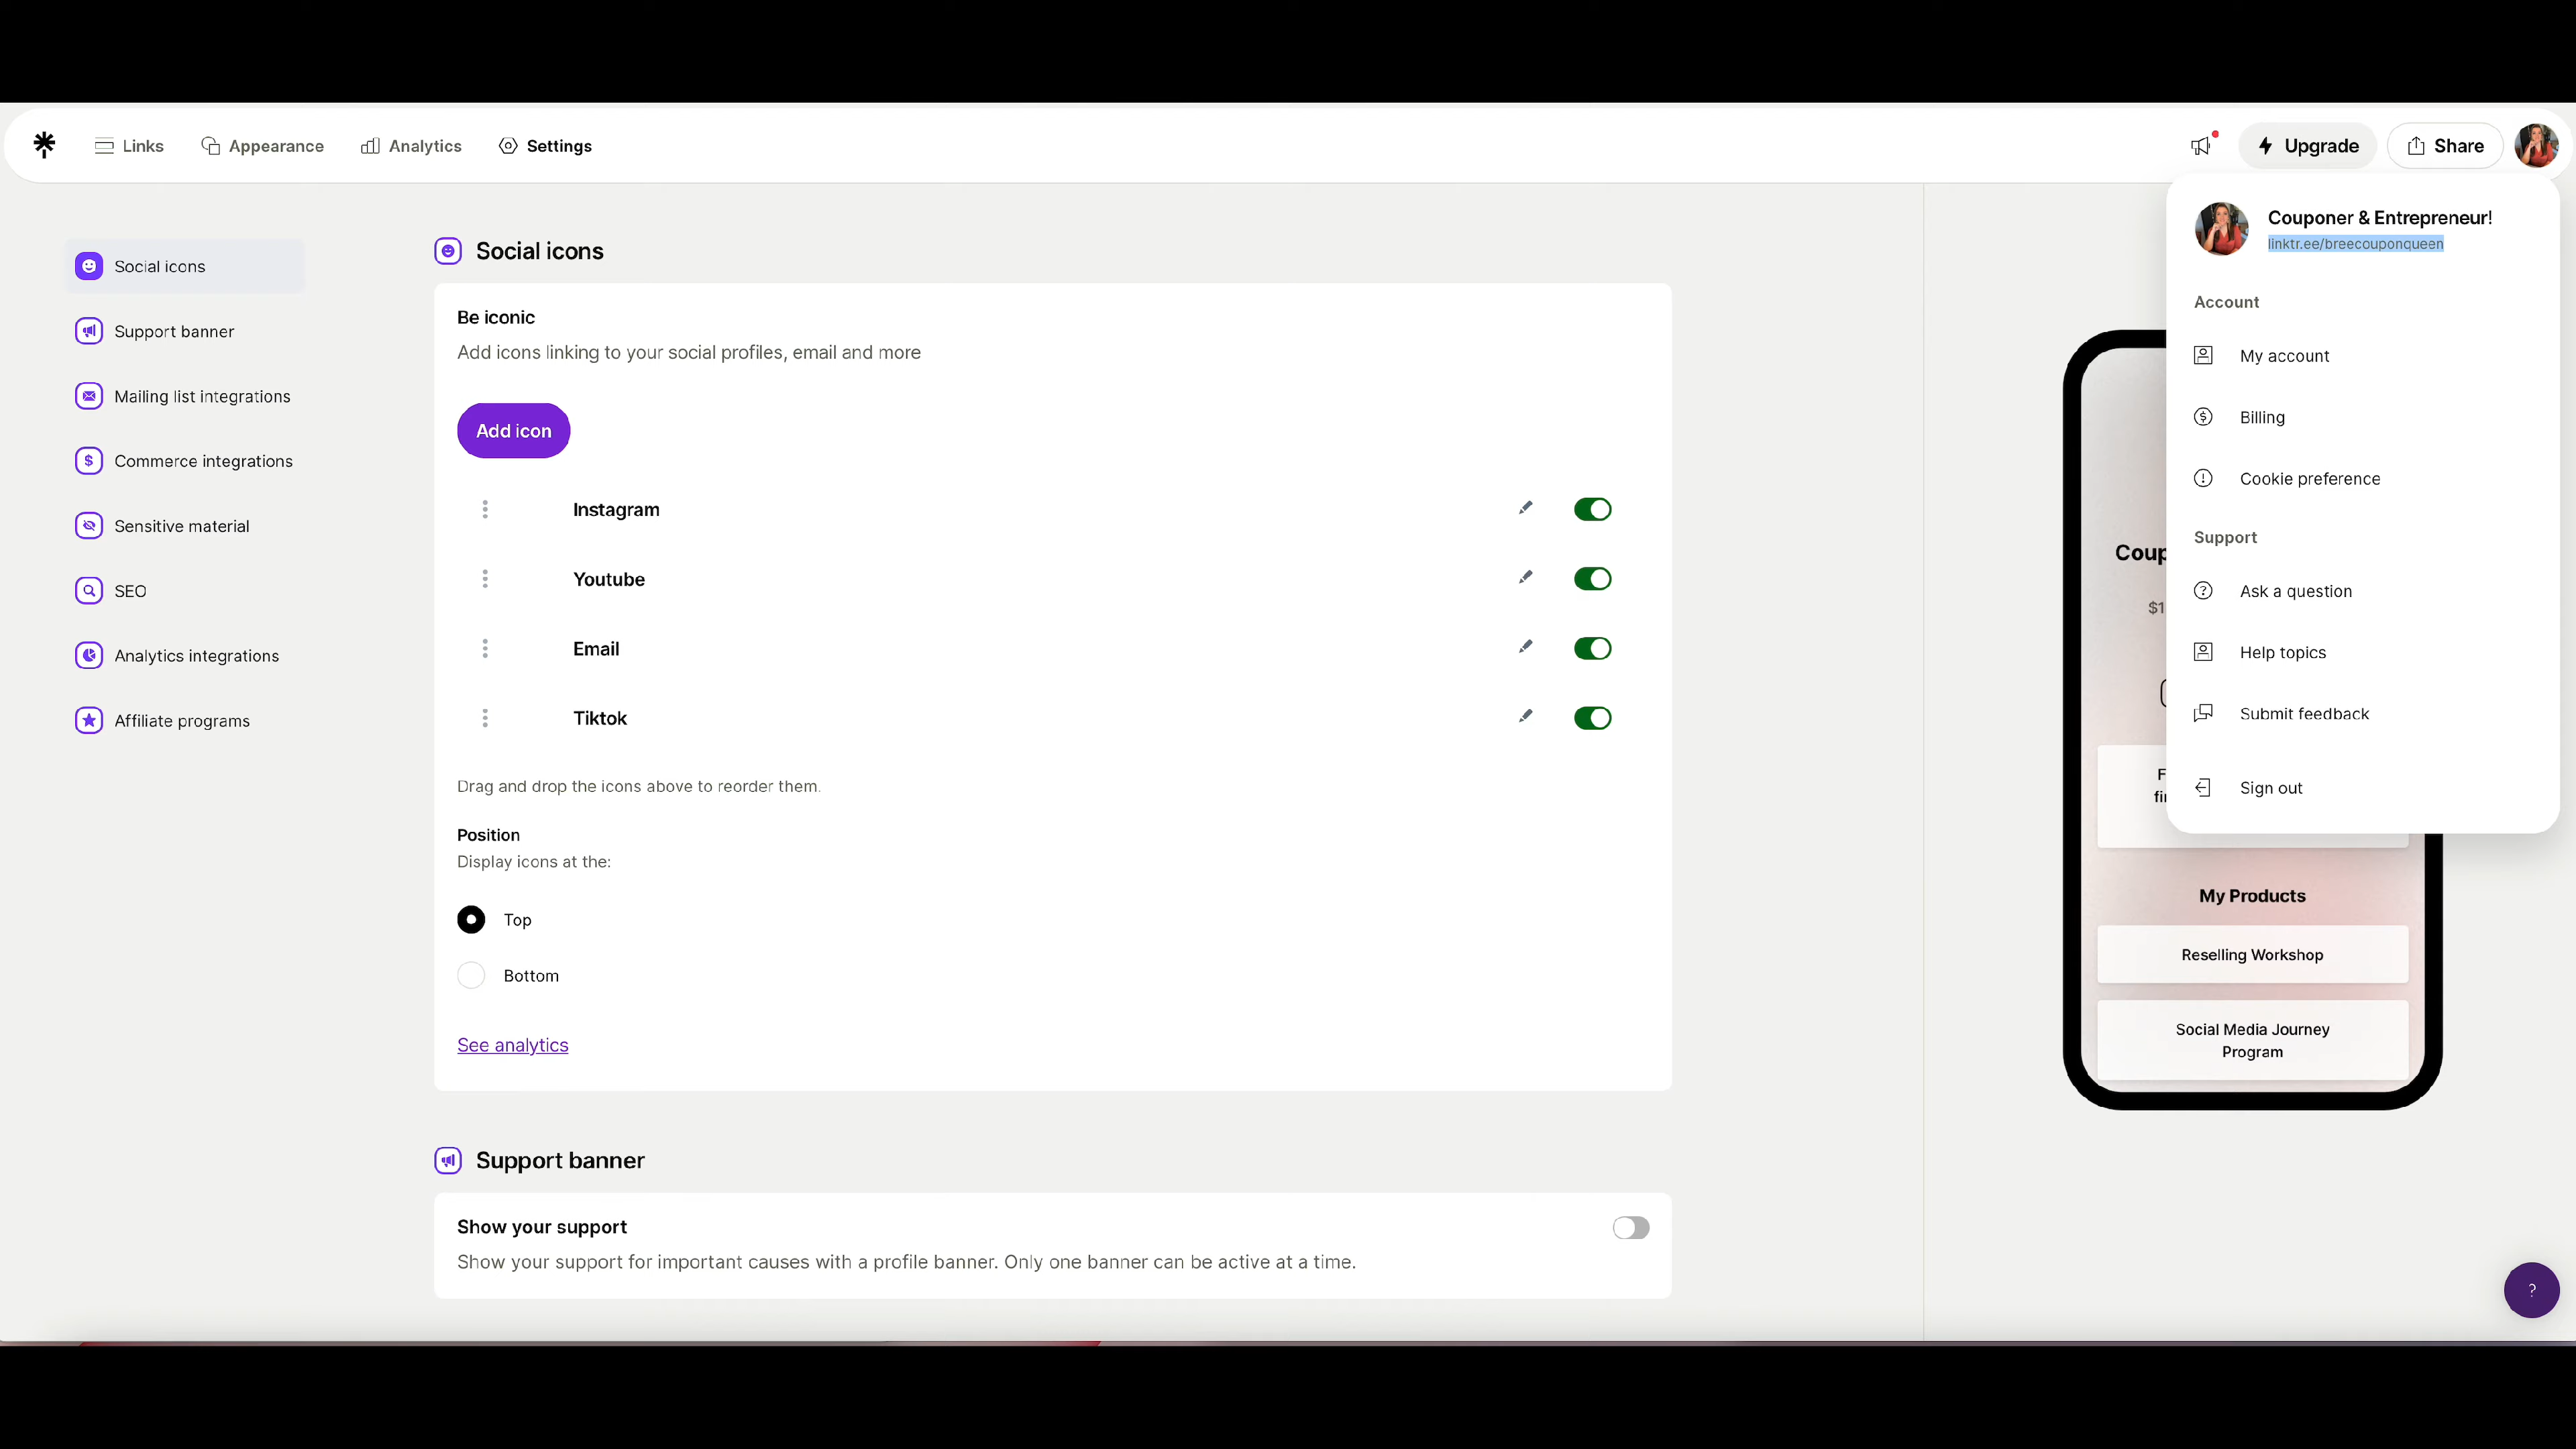 Links
Appearance
Analytics
Settings
Upgrade
Share
Social icons
Support banner
Mailing list integrations
Commerce integrations
Sensitive material
SEO
Analytics integrations
Affiliate programs
Social icons
Be iconic
Add icons linking to your social profiles, email and more
Add icon
Instagram
Youtube
Email
Tiktok
Drag and drop the icons above to reorder them.
Position
Display icons at the:
Top
Bottom
See analytics
Support banner
Show your support
Show your support for important causes with a profile banner. Only one banner can be active at a time.
Couponer & Entrepreneur!
linktr.ee/breecouponqueen
Account
My account
Billing
Cookie preference
Support
Ask a question
Help topics
Submit feedback
Sign out
Coup
$1
F
My Products
Reselling Workshop
Social Media Journey
Program
?